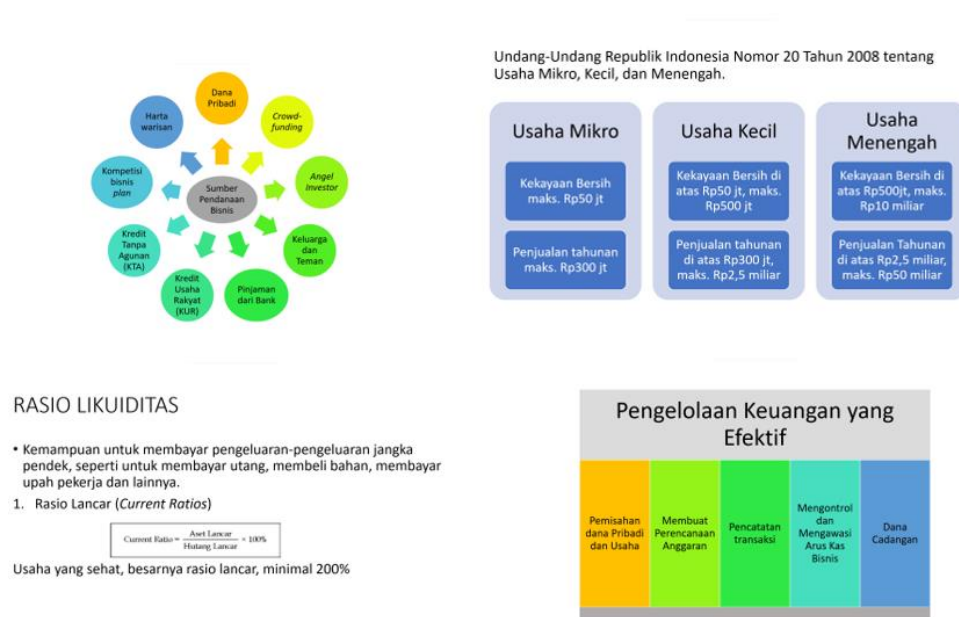 Dana
Pribadi
Crowd-
funding
Angel
Investor
Keluarga
dan
Teman
Pinjaman
dari Bank
Kredit
Usaha
Rakyat
(KUR)
Kredit
Tanpa
Agunan
(KTA)
Kompetisi
bisnis
plan
Harta
warisan
Sumber
Pendanaan
Bisnis
Undang-Undang Republik Indonesia Nomor 20 Tahun 2008 tentang
Usaha Mikro, Kecil, dan Menengah.
Usaha Mikro
Kekayaan Bersih
maks. Rp50 jt
Penjualan tahunan
maks. Rp300 jt
Usaha Kecil
Kekayaan Bersih di
atas Rp50 jt, maks.
Rp500 jt
Penjualan tahunan
di atas Rp300 jt,
maks. Rp2,5 miliar
Usaha
Menengah
Kekayaan Bersih di
atas Rp500jt, maks.
Rp10 miliar
Penjualan Tahunan
di atas Rp2,5 miliar,
maks. Rp50 miliar
RASIO LIKUIDITAS
• Kemampuan untuk membayar pengeluaran-pengeluaran jangka
pendek, seperti untuk membayar utang, membeli bahan, membayar
upah pekerja dan lainnya.
1. Rasio Lancar (Current Ratios)
Current Ratio = Aset Lancar / Hutang Lancar × 100%
Usaha yang sehat, besarnya rasio lancar, minimal 200%
Pengelolaan Keuangan yang
Efektif
Pemisahan
dana Pribadi
dan Usaha
Membuat
Perencanaan
Anggaran
Pencatatan
transaksi
Mengontrol
dan
Mengawasi
Arus Kas
Bisnis
Dana
Cadangan